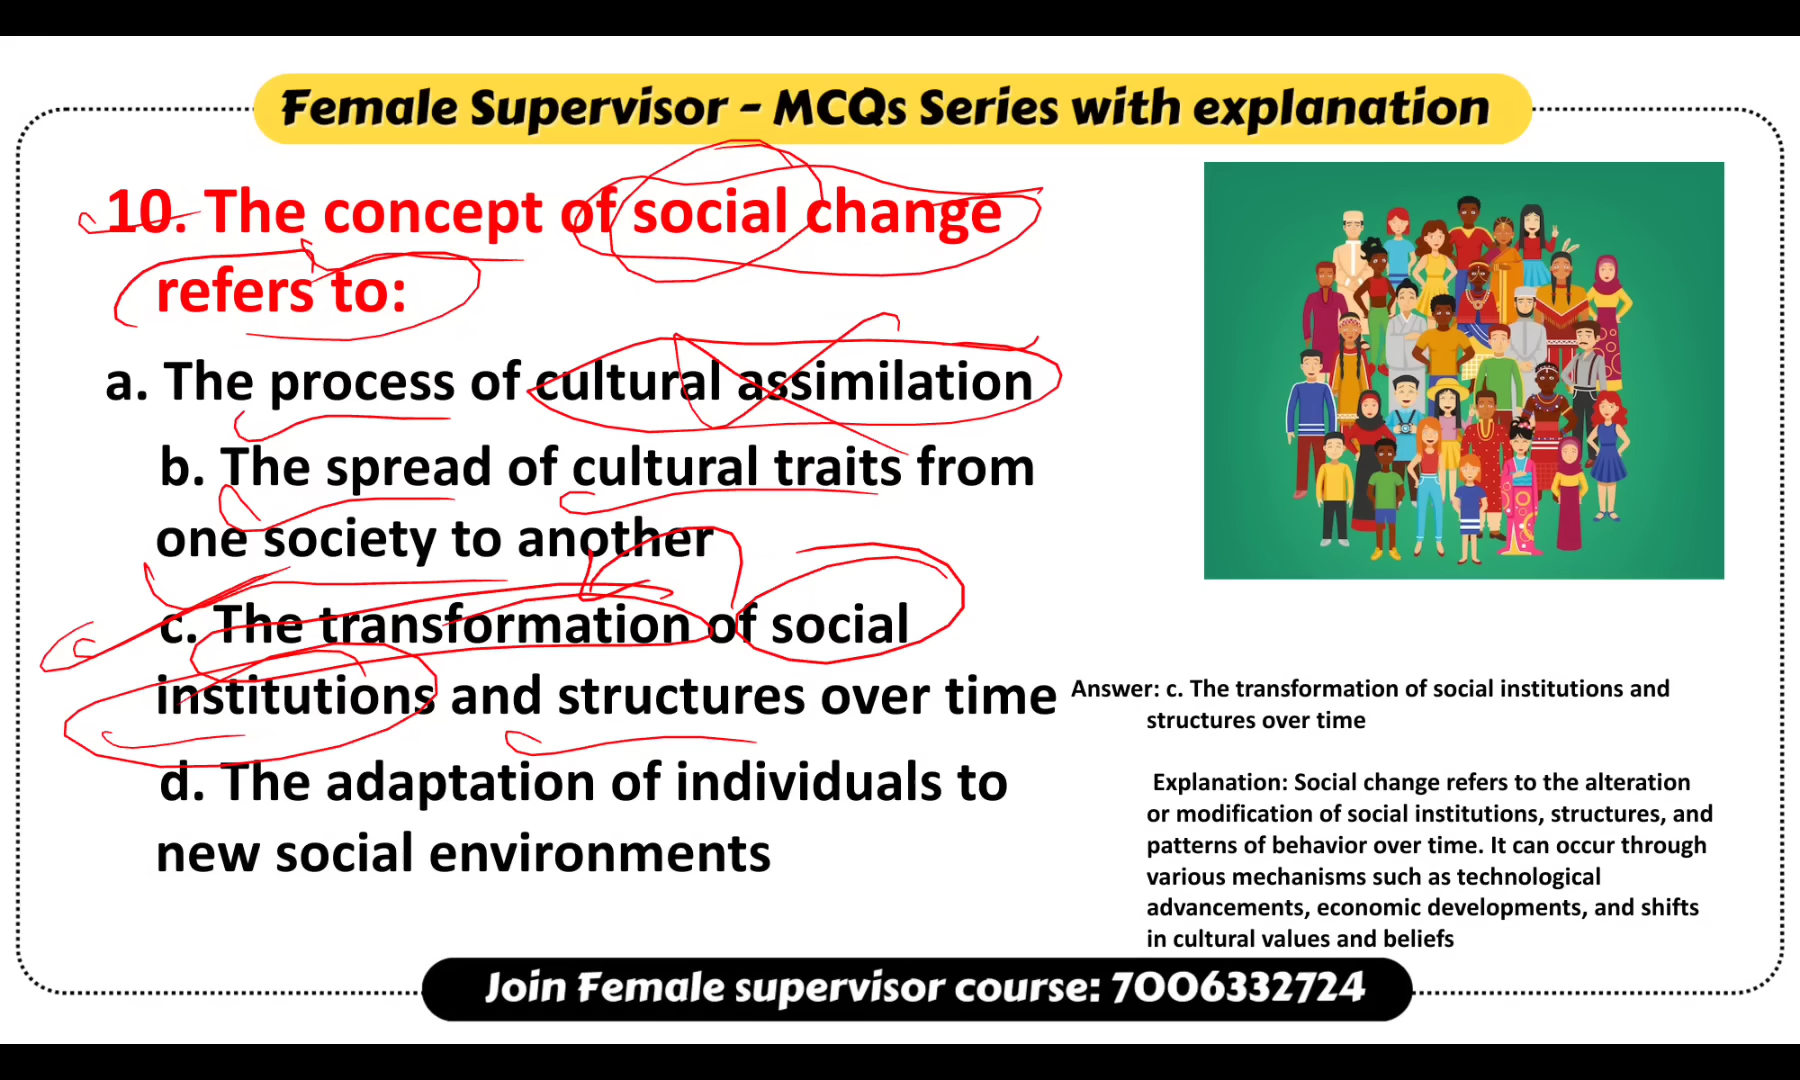 Female Supervisor - MCQs Series with explanation
10. The concept of social change
refers to:
a. The process of cultural assimilation
b. The spread of cultural traits from
one society to another
c. The transformation of social
institutions and structures over time
d. The adaptation of individuals to
new social environments
Answer: c. The transformation of social institutions and
structures over time
Explanation: Social change refers to the alteration
or modification of social institutions, structures, and
patterns of behavior over time. It can occur through
various mechanisms such as technological
advancements, economic developments, and shifts
in cultural values and beliefs
Join Female supervisor course: 7006332724